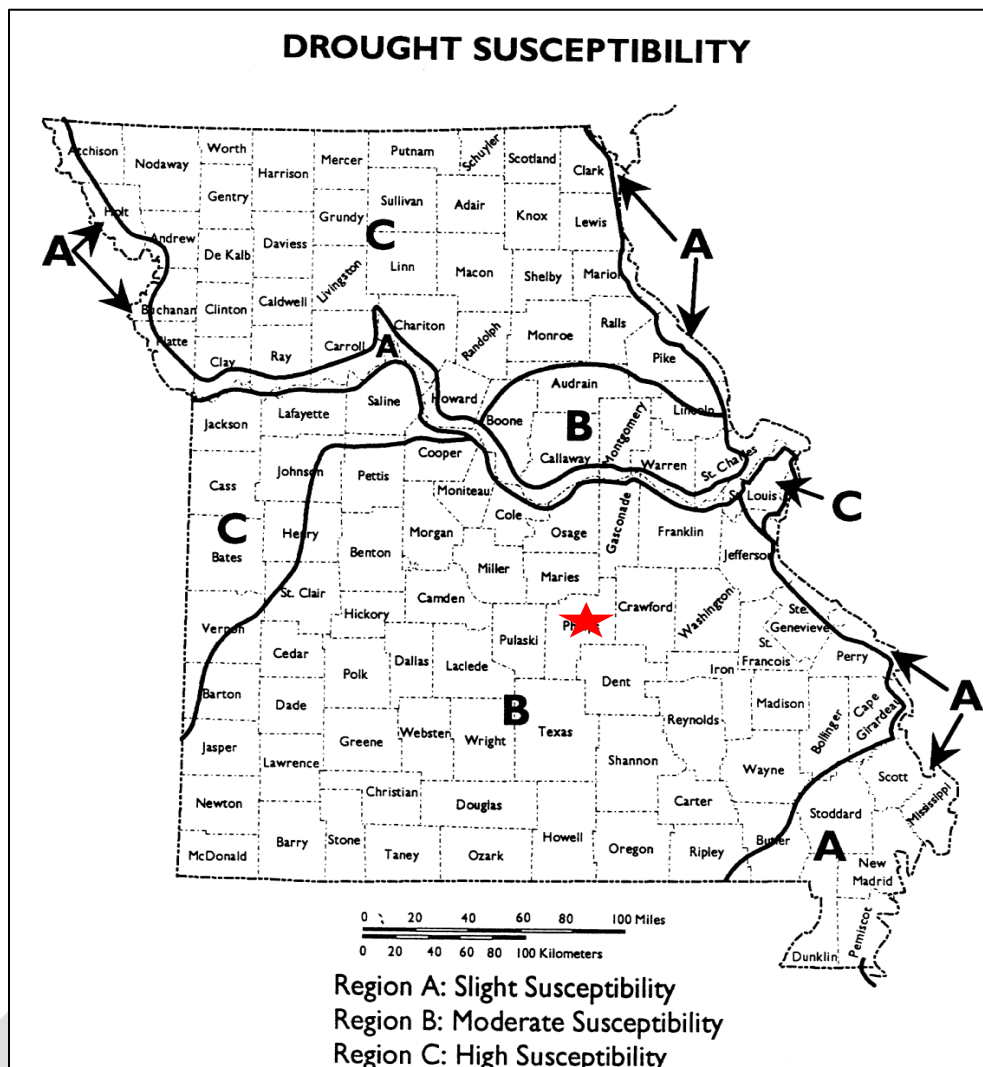 DROUGHT SUSCEPTIBILITY
Atchison
Nodaway
Worth
Harrison
Mercer
Putnam
Schuyler
Scotland
Clark
Gentry
Sullivan
Adair
Knox
Lewis
Holt
Andrew
De Kalb
Daviess
Grundy
C
Linn
Macon
Shelby
Marion
A
A
Livingston
Buchanan
Clinton
Caldwell
Chariton
Randolph
Monroe
Ralls
Platte
Clay
Ray
Carroll
A
Pike
Howard
Audrain
Jackson
Lafayette
Saline
Boone
B
Montgomery
Lincoln
Callaway
Warren
St. Charles
Cass
Johnson
Pettis
Cooper
Moniteau
St. Louis
C
C
Bates
Henry
Benton
Morgan
Cole
Osage
Gasconade
Franklin
Jefferson
Miller
Maries
St. Clair
Hickory
Camden
Crawford
Washington
Ste.
Genevieve
Vernon
Cedar
Polk
Dallas
Laclede
Pulaski
Dent
Iron
St.
Francois
Perry
A
Barton
Dade
B
Texas
Reynolds
Madison
Bollinger
Cape
Girardeau
Jasper
Greene
Webster
Wright
Shannon
Wayne
Lawrence
Scott
Mississippi
Newton
Christian
Douglas
Carter
Stoddard
McDonald
Barry
Stone
Taney
Ozark
Howell
Oregon
Ripley
Butler
A
New
Madrid
Pemiscot
Dunklin
0 20 40 60 80 100 Miles
0 20 40 60 80 100 Kilometers
Region A: Slight Susceptibility
Region B: Moderate Susceptibility
Region C: High Susceptibility